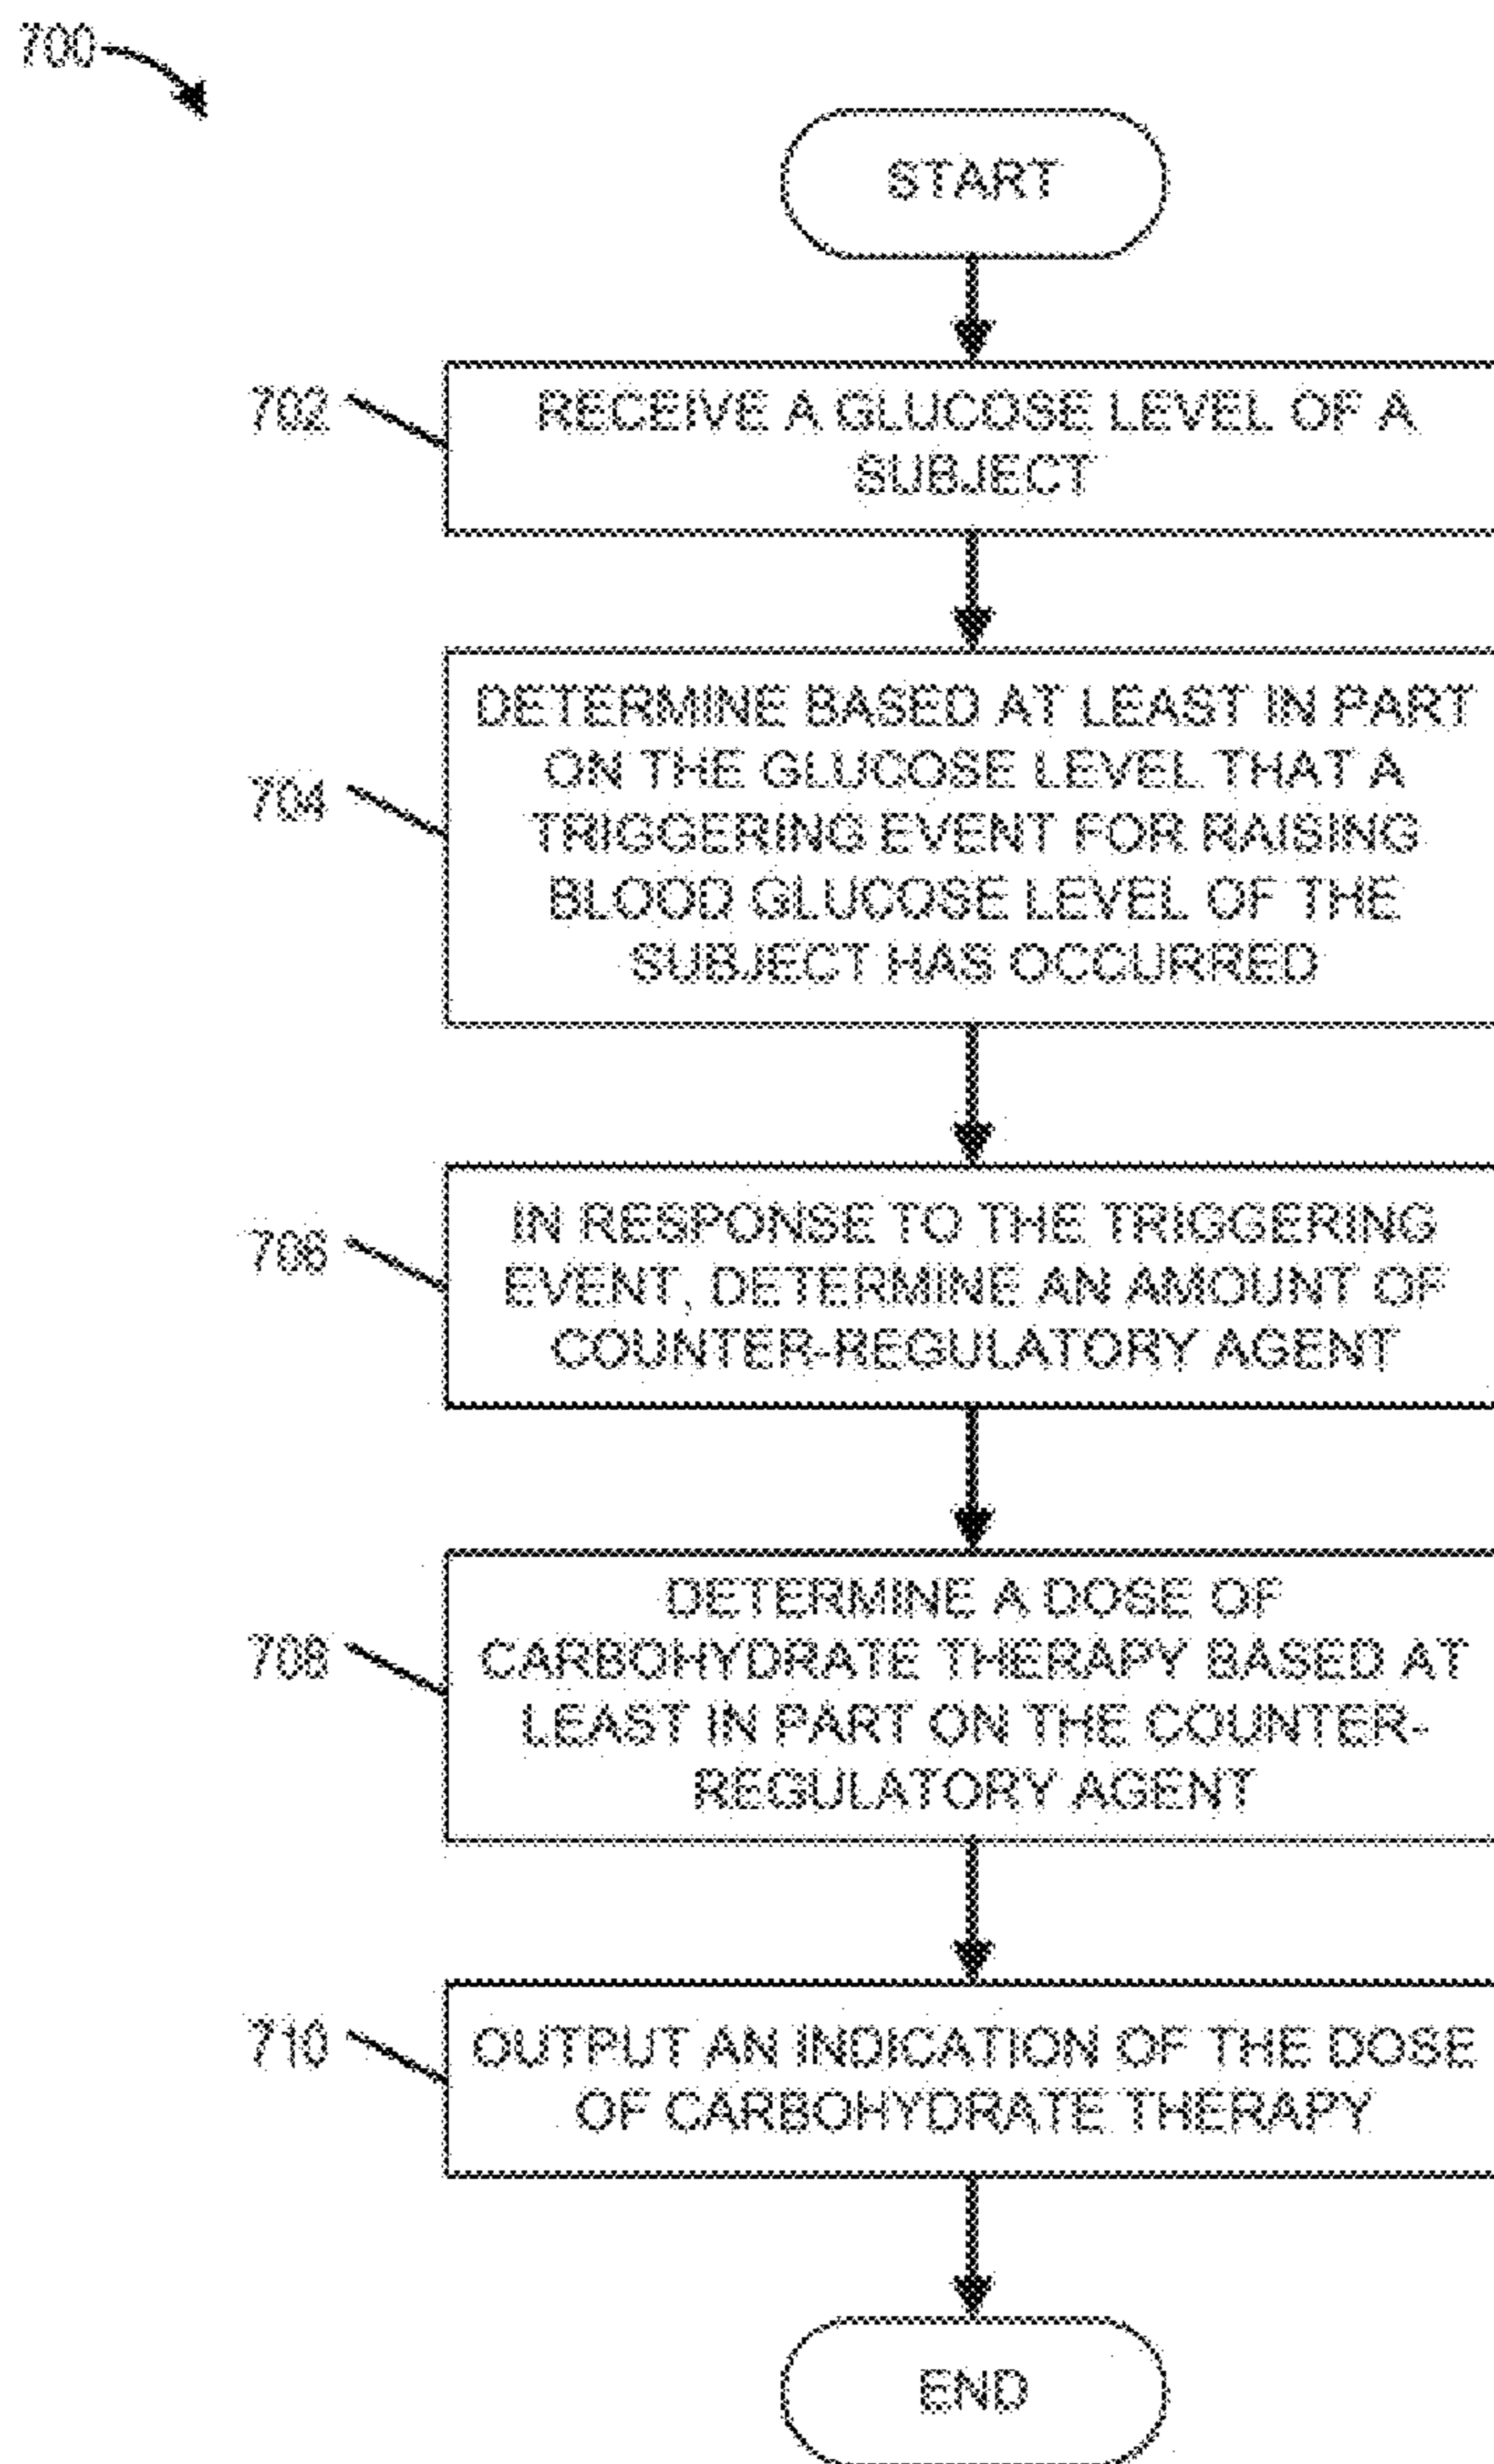 700
START
702
RECEIVE A GLUCOSE LEVEL OF A
SUBJECT
704
DETERMINE BASED AT LEAST IN PART
ON THE GLUCOSE LEVEL THAT A
TRIGGERING EVENT FOR RAISING
BLOOD GLUCOSE LEVEL OF THE
SUBJECT HAS OCCURRED
706
IN RESPONSE TO THE TRIGGERING
EVENT, DETERMINE AN AMOUNT OF
COUNTER-REGULATORY AGENT
708
DETERMINE A DOSE OF
CARBOHYDRATE THERAPY BASED AT
LEAST IN PART ON THE COUNTER-
REGULATORY AGENT
710
OUTPUT AN INDICATION OF THE DOSE
OF CARBOHYDRATE THERAPY
END